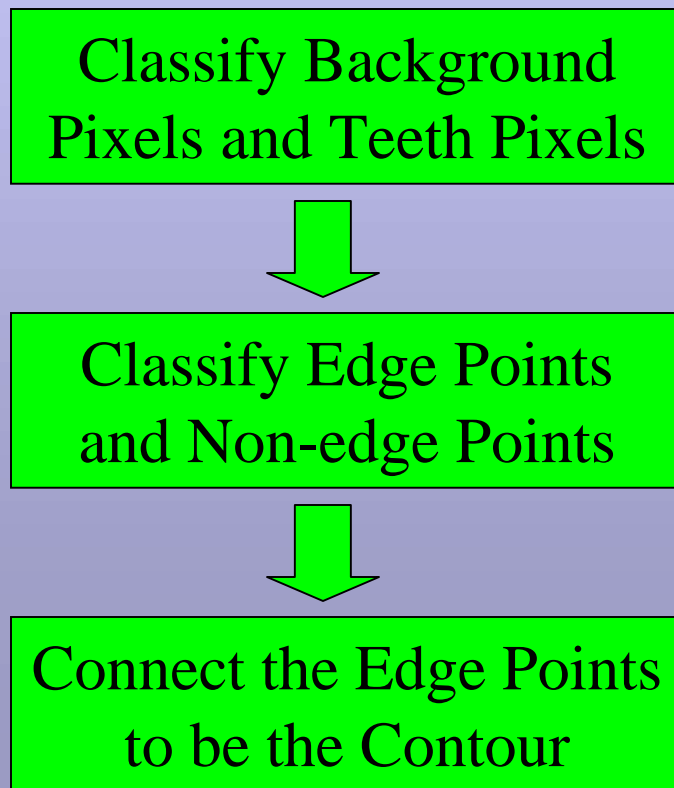 Classify Background
Pixels and Teeth Pixels
Classify Edge Points
and Non-edge Points
Connect the Edge Points
to be the Contour